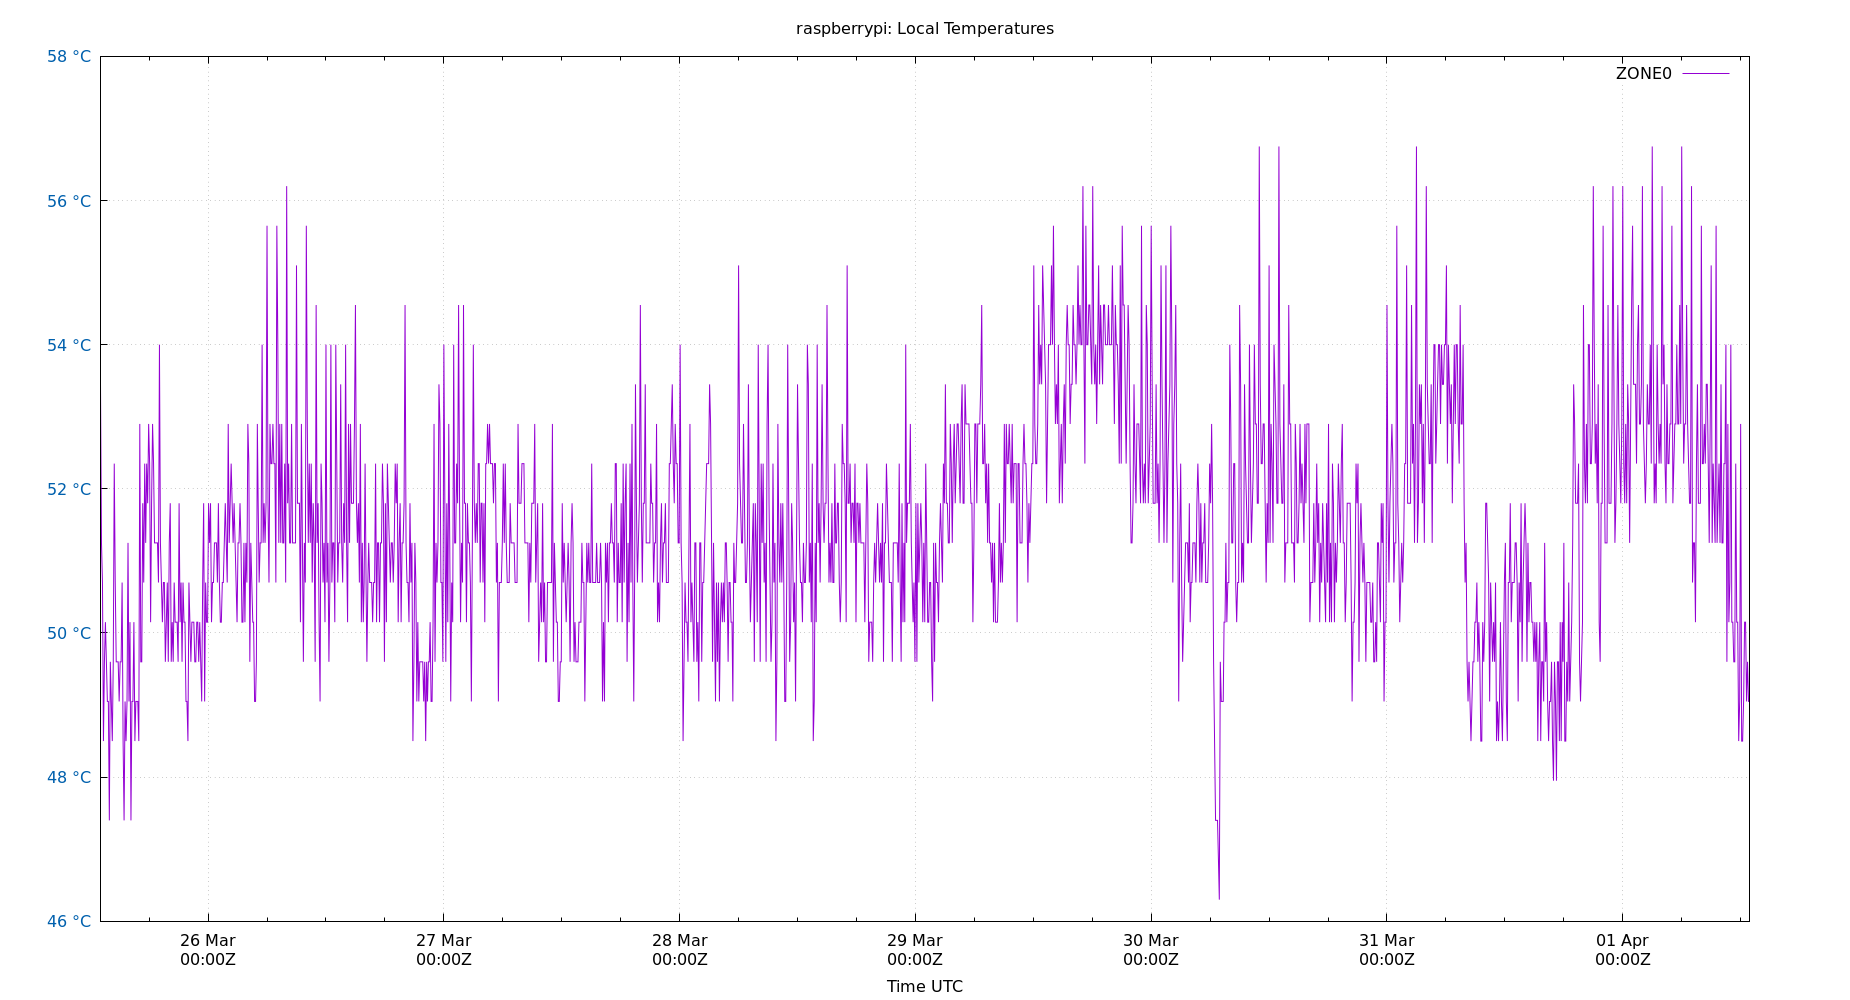 raspberrypi: Local Temperatures
58 °C
ZONE0
56 °C
54 °C
52 °C
50 °C
48 °C
46 °C
26 Mar 27 Mar 28 Mar 29 Mar 30 Mar 31 Mar 01 Apr
00:00Z 00:00Z 00:00Z 00:00Z 00:00Z 00:00Z 00:00Z
Time UTC